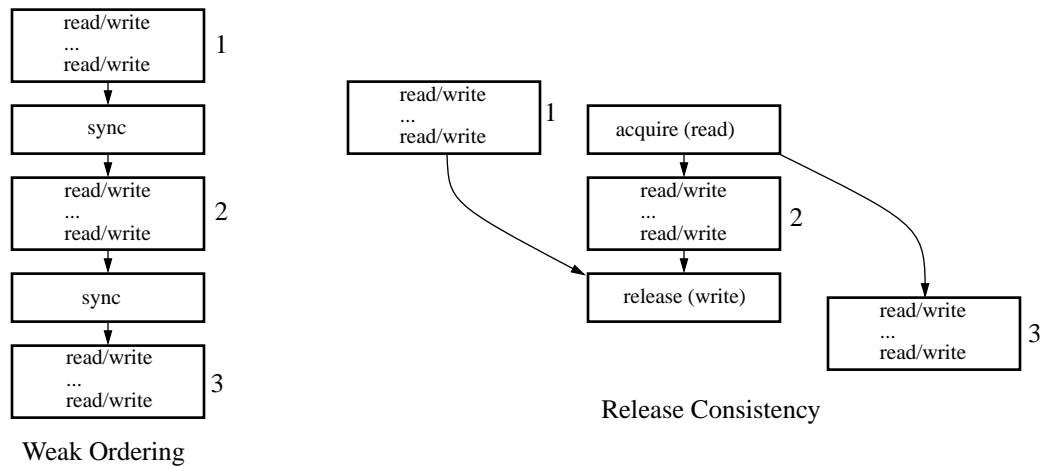 read/write
...
read/write
1
sync
read/write
...
read/write
2
sync
read/write
...
read/write
3
Weak Ordering
read/write
...
read/write
1
acquire (read)
read/write
...
read/write
2
release (write)
read/write
...
read/write
3
Release Consistency